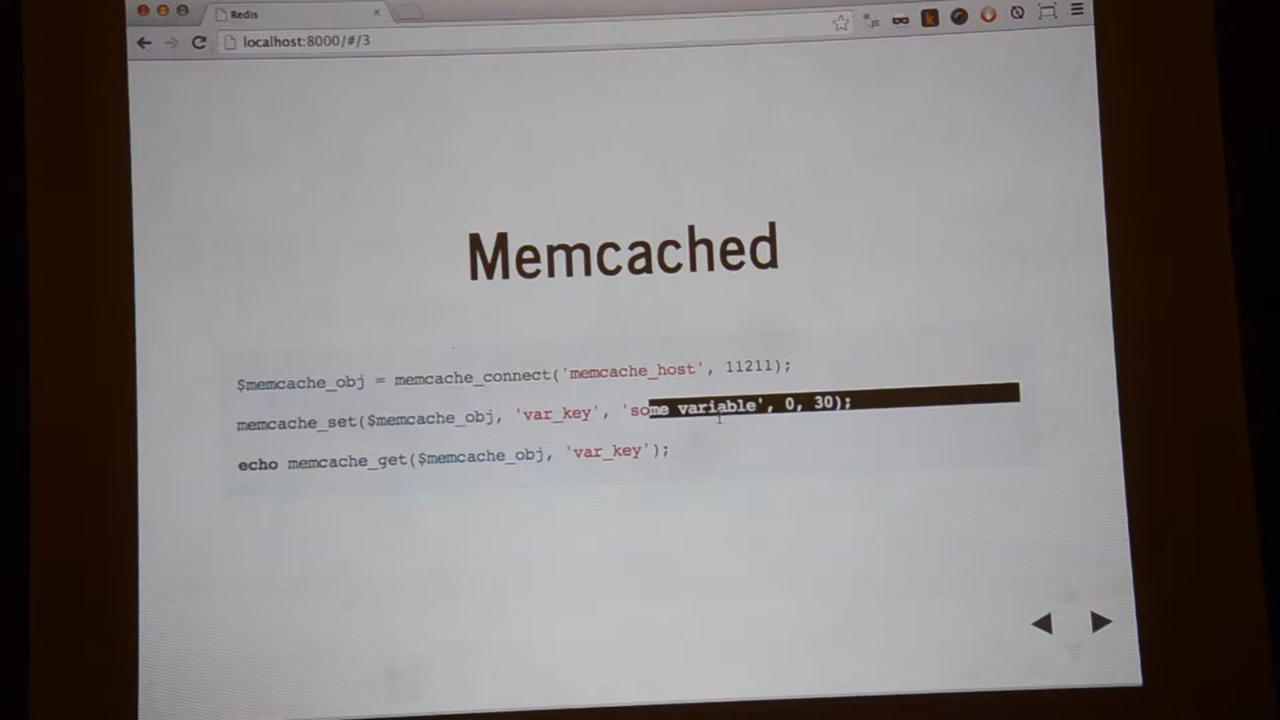 Redis
localhost:8000/#/3
Memcached
$memcache_obj = memcache_connect('memcache_host', 11211);
memcache_set($memcache_obj, 'var_key', 'some variable', 0, 30);
echo memcache_get($memcache_obj, 'var_key');